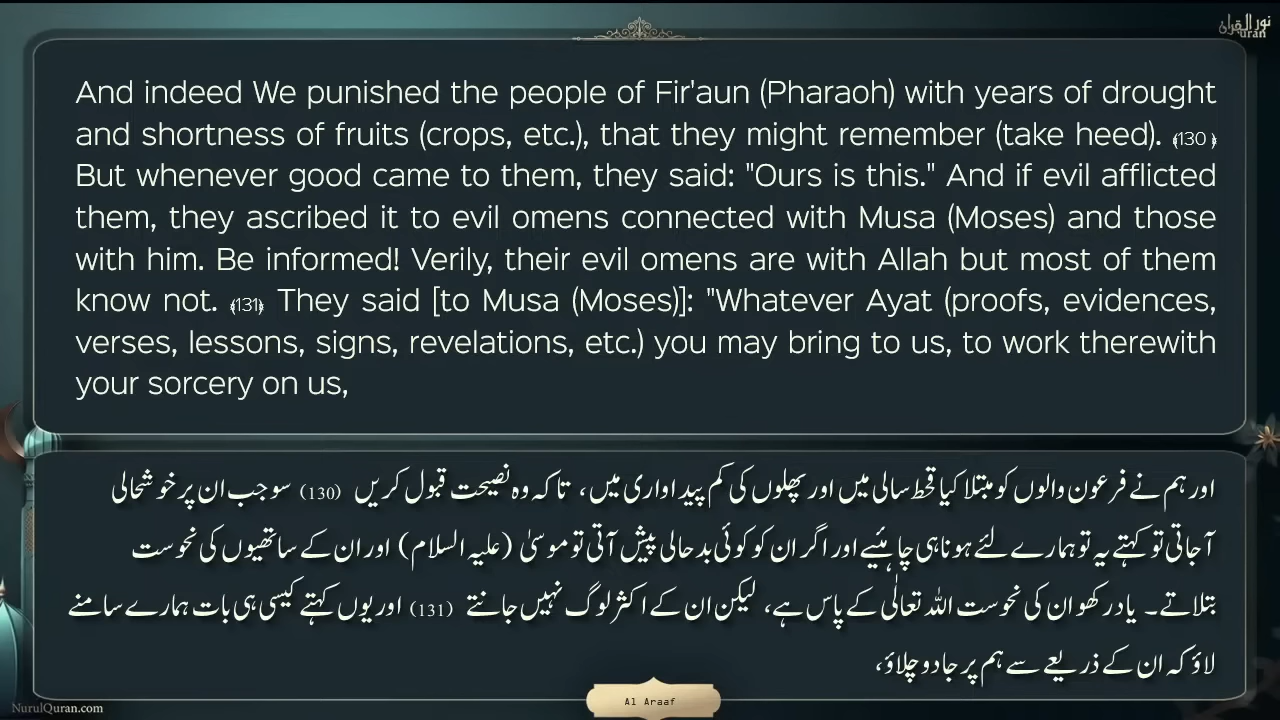 نور القرآن
Quran
And indeed We punished the people of Fir'aun (Pharaoh) with years of drought
and shortness of fruits (crops, etc.), that they might remember (take heed). ﴾130﴿
But whenever good came to them, they said: "Ours is this." And if evil afflicted
them, they ascribed it to evil omens connected with Musa (Moses) and those
with him. Be informed! Verily, their evil omens are with Allah but most of them
know not. ﴾131﴿ They said [to Musa (Moses)]: "Whatever Ayat (proofs, evidences,
verses, lessons, signs, revelations, etc.) you may bring to us, to work therewith
your sorcery on us,
اور ہم نے فرعون والوں کو مبتلا کیا قحط سالی میں اور پھلوں کی کم پیداواری میں، تاکہ وه نصیحت قبول کریں (130) سو جب ان پر خوشحالی
آجاتی تو کہتے یہ تو ہمارے لئے ہونا ہی چاہئیے اور اگر ان کو کوئی بدحالی پیش آتی تو موسیٰ (علیہ السلام) اور ان کے ساتھیوں کی نحوست
بتلاتے۔ یاد رکھو ان کی نحوست اللہ تعالٰی کے پاس ہے، لیکن ان کے اکثر لوگ نہیں جانتے (131) اور یوں کہتے کیسی ہی بات ہمارے سامنے
لاؤ کہ ان کے ذریعے سے ہم پر جادو چلاؤ،
Al Araaf
NurulQuran.com